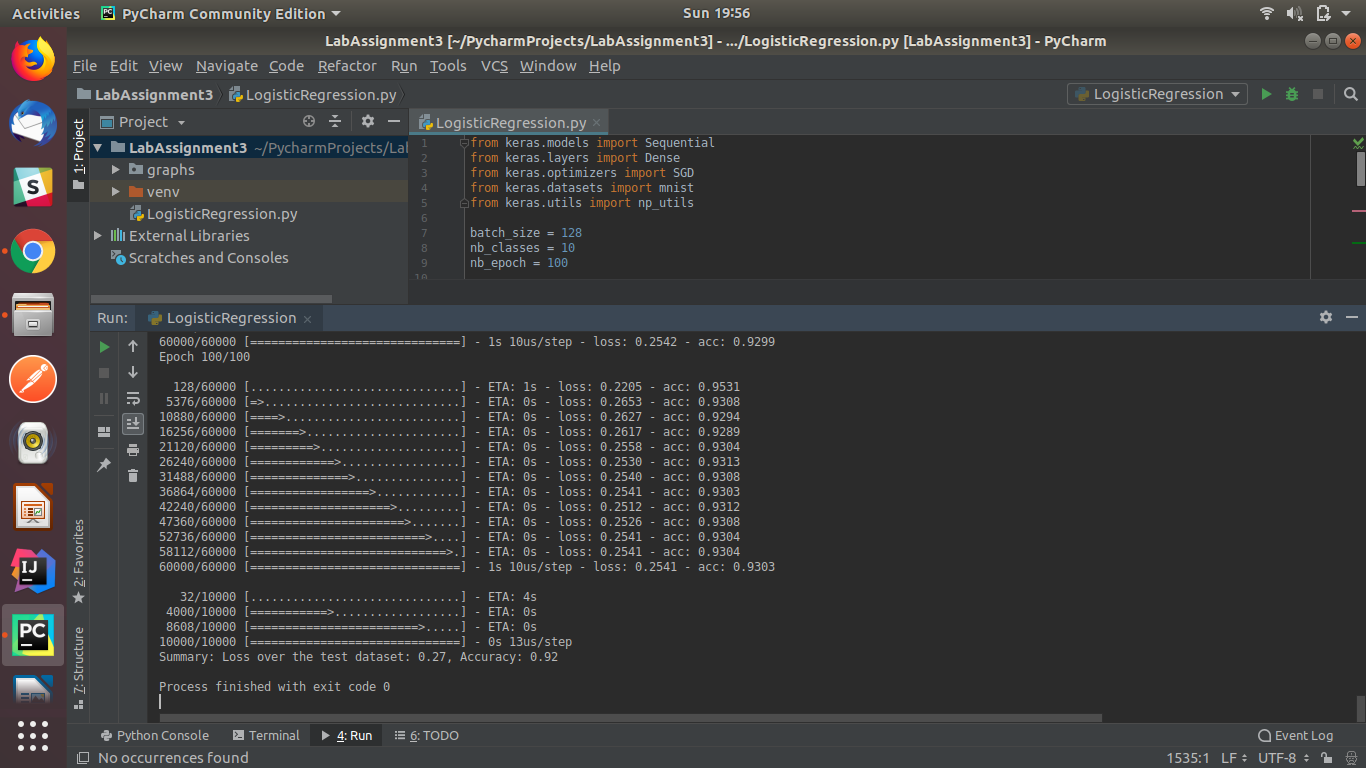 Activities PyCharm Community Edition Sun 19:56
LabAssignment3 [~/PycharmProjects/LabAssignment3] - .../LogisticRegression.py [LabAssignment3] - PyCharm
File Edit View Navigate Code Refactor Run Tools VCS Window Help
LabAssignment3 LogisticRegression.py LogisticRegression
1: Project
Project
LabAssignment3 ~/PycharmProjects/Lab
graphs
venv
LogisticRegression.py
External Libraries
Scratches and Consoles
LogisticRegression.py
1 from keras.models import Sequential
2 from keras.layers import Dense
3 from keras.optimizers import SGD
4 from keras.datasets import mnist
5 from keras.utils import np_utils
6
7 batch_size = 128
8 nb_classes = 10
9 nb_epoch = 100
10
Run: LogisticRegression
60000/60000 [==============================] - 1s 10us/step - loss: 0.2542 - acc: 0.9299
Epoch 100/100
128/60000 [..............................] - ETA: 1s - loss: 0.2205 - acc: 0.9531
5376/60000 [=>............................] - ETA: 0s - loss: 0.2653 - acc: 0.9308
10880/60000 [====>.........................] - ETA: 0s - loss: 0.2627 - acc: 0.9294
16256/60000 [=======>......................] - ETA: 0s - loss: 0.2617 - acc: 0.9289
21120/60000 [=========>....................] - ETA: 0s - loss: 0.2558 - acc: 0.9304
26240/60000 [============>.................] - ETA: 0s - loss: 0.2530 - acc: 0.9313
31488/60000 [==============>...............] - ETA: 0s - loss: 0.2540 - acc: 0.9308
36864/60000 [=================>............] - ETA: 0s - loss: 0.2541 - acc: 0.9303
42240/60000 [====================>.........] - ETA: 0s - loss: 0.2512 - acc: 0.9312
47360/60000 [======================>.......] - ETA: 0s - loss: 0.2526 - acc: 0.9308
52736/60000 [=========================>....] - ETA: 0s - loss: 0.2541 - acc: 0.9304
58112/60000 [============================>.] - ETA: 0s - loss: 0.2541 - acc: 0.9304
60000/60000 [==============================] - 1s 10us/step - loss: 0.2541 - acc: 0.9303
32/10000 [..............................] - ETA: 4s
4000/10000 [===========>..................] - ETA: 0s
8608/10000 [========================>.....] - ETA: 0s
10000/10000 [==============================] - 0s 13us/step
Summary: Loss over the test dataset: 0.27, Accuracy: 0.92
Process finished with exit code 0
2: Favorites
7: Structure
IJ
PC
S
Python Console Terminal 4: Run 6: TODO Event Log
No occurrences found 1535:1 LF UTF-8